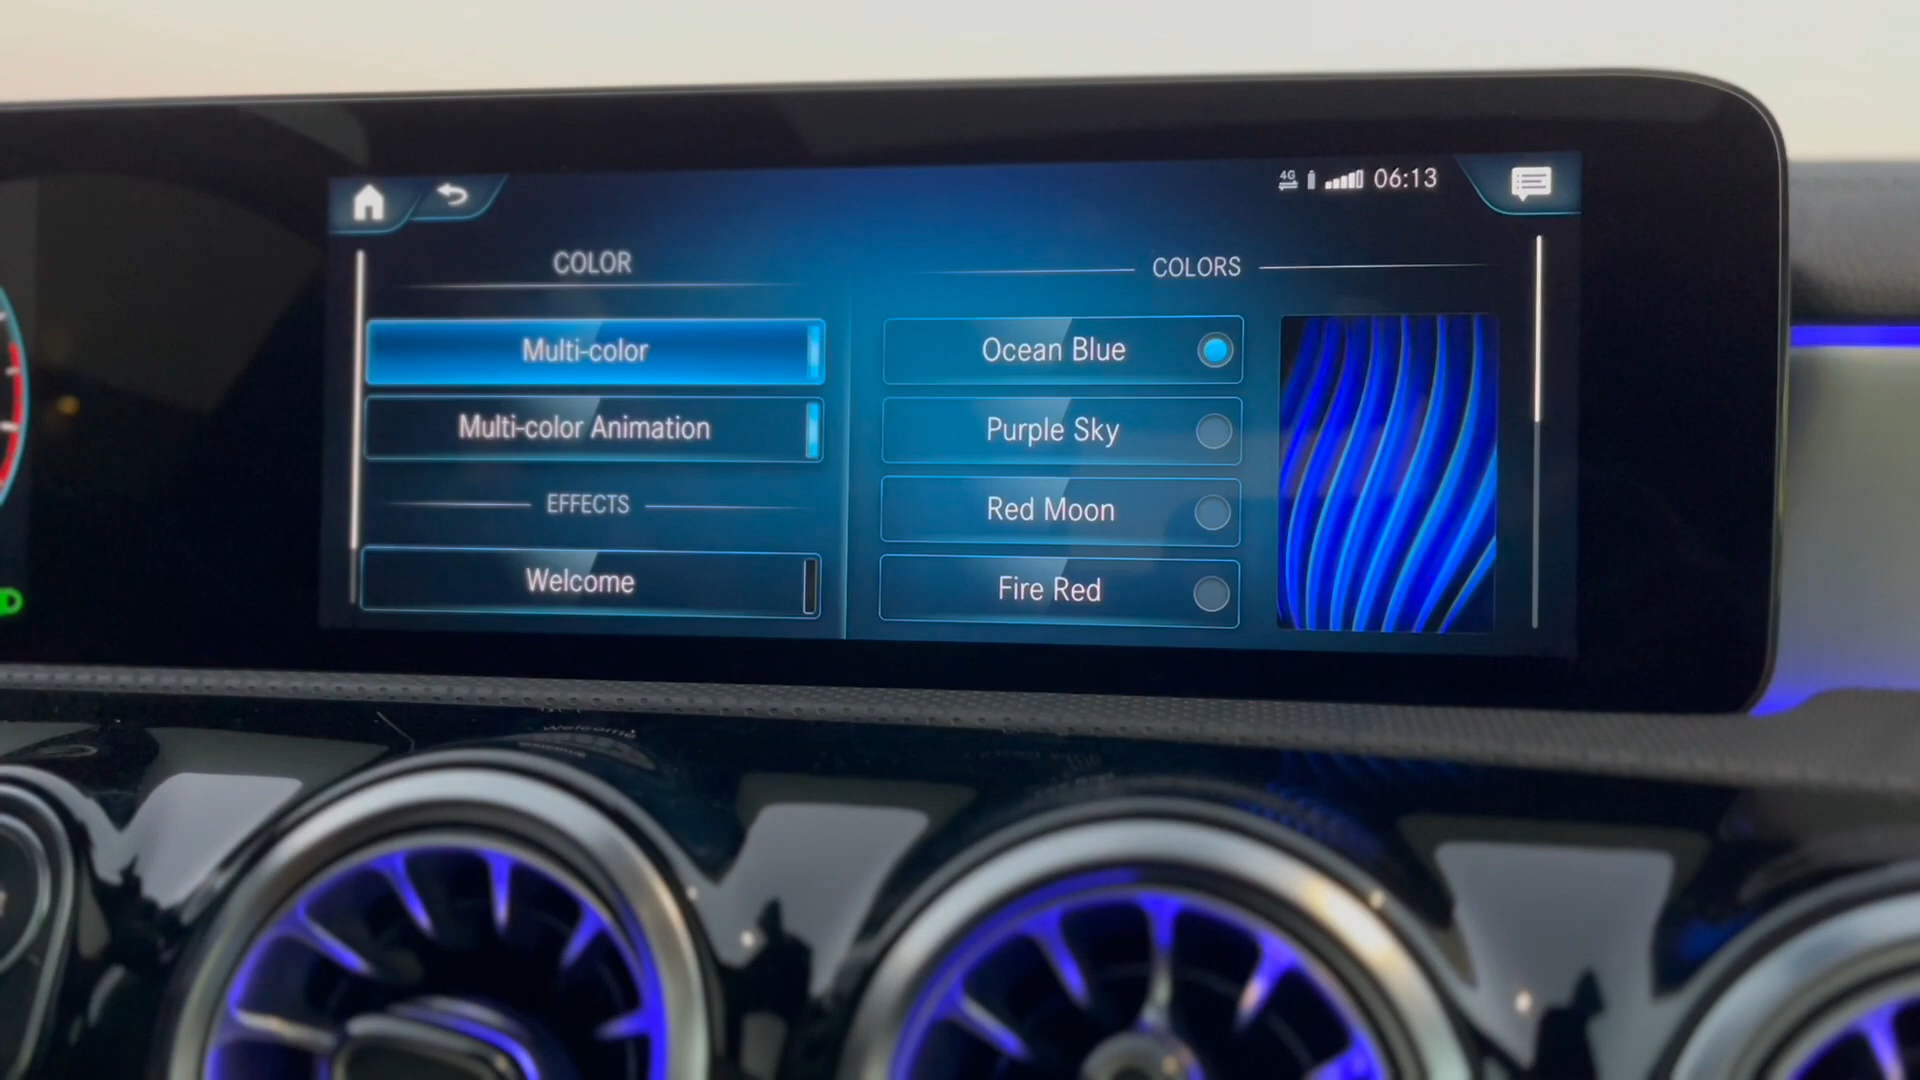 4G 06:13
COLOR
Multi-color
Multi-color Animation
EFFECTS
Welcome
COLORS
Ocean Blue
Purple Sky
Red Moon
Fire Red
Welcome